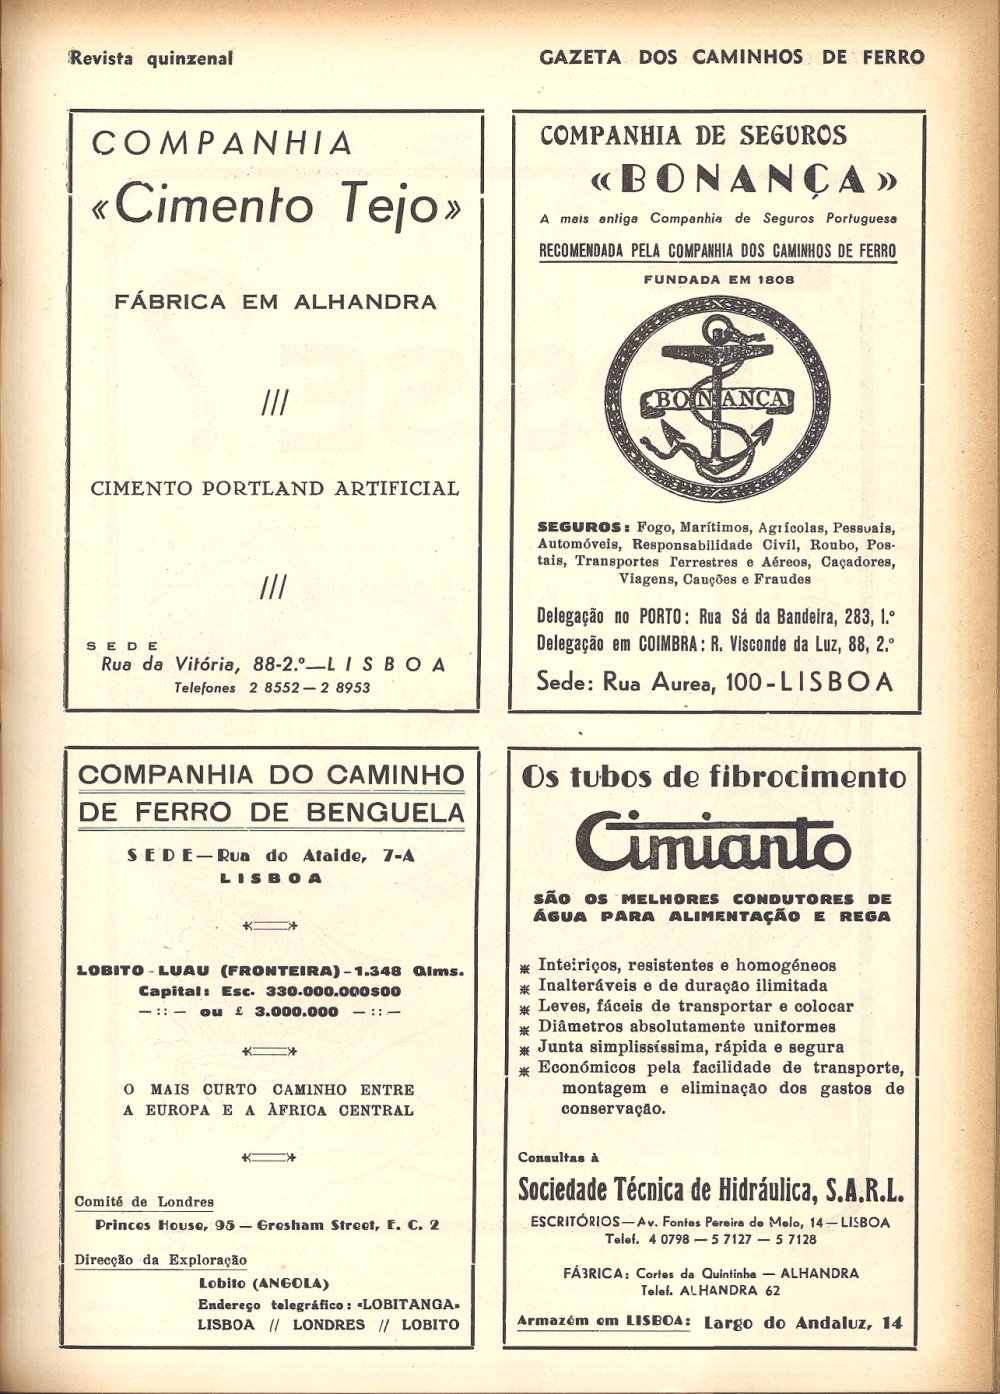 Revista quinzenal
GAZETA DOS CAMINHOS DE FERRO
COMPANHIA
«Cimento Tejo»
FÁBRICA EM ALHANDRA
///
CIMENTO PORTLAND ARTIFICIAL
///
SEDE
Rua da Vitória, 88-2.º—LISBOA
Telefones 2 8552 — 2 8953
COMPANHIA DE SEGUROS
«BONANÇA»
A mais antiga Companhia de Seguros Portuguesa
RECOMENDADA PELA COMPANHIA DOS CAMINHOS DE FERRO
FUNDADA EM 1808
BONANÇA
SEGUROS: Fogo, Marítimos, Agrícolas, Pessoais,
Automóveis, Responsabilidade Civil, Roubo, Pos-
tais, Transportes Terrestres e Aéreos, Caçadores,
Viagens, Cauções e Fraudes
Delegação no PORTO: Rua Sá da Bandeira, 283, 1.º
Delegação em COIMBRA: R. Visconde da Luz, 88, 2.º
Sede: Rua Aurea, 100-LISBOA
COMPANHIA DO CAMINHO
DE FERRO DE BENGUELA
SEDE—Rua do Ataide, 7-A
LISBOA
LOBITO-LUAU (FRONTEIRA)-1.348 Qlms.
Capital: Esc. 330.000.000$00
—::— ou £ 3.000.000 —::—
O MAIS CURTO CAMINHO ENTRE
A EUROPA E A ÀFRICA CENTRAL
Comité de Londres
Princes House, 95 — Gresham Street, E. C. 2
Direcção da Exploração
Lobito (ANGOLA)
Endereço telegráfico: «LOBITANGA»
LISBOA // LONDRES // LOBITO
Os tubos de fibrocimento
Cimianto
SÃO OS MELHORES CONDUTORES DE
ÁGUA PARA ALIMENTAÇÃO E REGA
* Inteiriços, resistentes e homogéneos
* Inalteráveis e de duração ilimitada
* Leves, fáceis de transportar e colocar
* Diâmetros absolutamente uniformes
* Junta simplississima, rápida e segura
* Económicos pela facilidade de transporte,
montagem e eliminação dos gastos de
conservação.
Consultas à
Sociedade Técnica de Hidráulica, S.A.R.L.
ESCRITÓRIOS—Av. Fontes Pereira de Melo, 14—LISBOA
Telef. 4 0798 — 5 7127 — 5 7128
FÁBRICA: Cortes da Quintinha — ALHANDRA
Telef. ALHANDRA 62
Armazém em LISBOA: Largo do Andaluz, 14